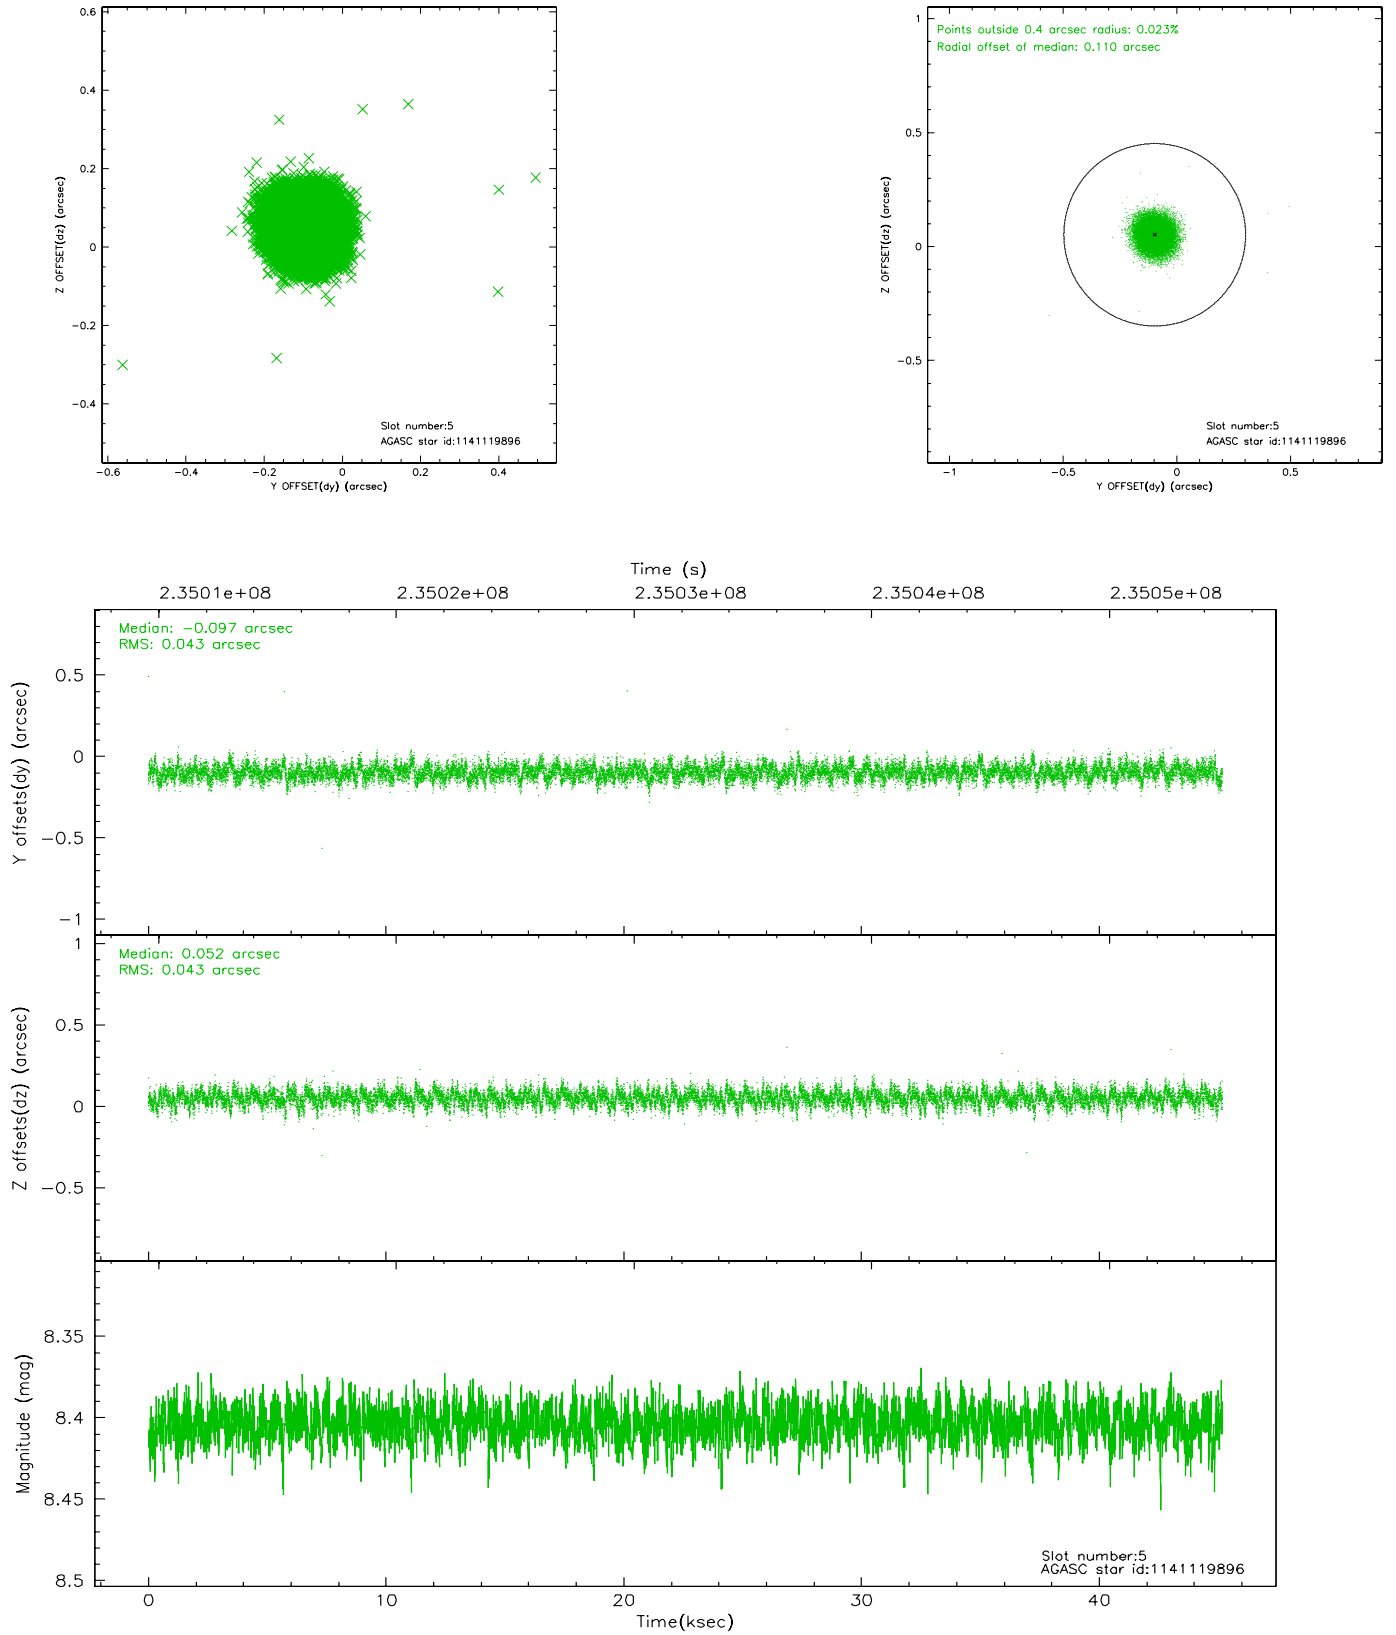 0.6
0.4
0.2
0
−0.2
−0.4
Z OFFSET(dz) (arcsec)
−0.6 −0.4 −0.2 0 0.2 0.4
Y OFFSET(dy) (arcsec)
Slot number:5
AGASC star id:1141119896
Points outside 0.4 arcsec radius: 0.023%
Radial offset of median: 0.110 arcsec
1
0.5
0
−0.5
Z OFFSET(dz) (arcsec)
−1 −0.5 0 0.5
Y OFFSET(dy) (arcsec)
Slot number:5
AGASC star id:1141119896
Time (s)
2.3501e+08 2.3502e+08 2.3503e+08 2.3504e+08 2.3505e+08
Median: −0.097 arcsec
RMS: 0.043 arcsec
0.5
0
−0.5
−1
Y offsets(dy) (arcsec)
Median: 0.052 arcsec
RMS: 0.043 arcsec
1
0.5
0
−0.5
Z offsets(dz) (arcsec)
8.35
8.4
8.45
8.5
Magnitude (mag)
Slot number:5
AGASC star id:1141119896
0 10 20 30 40
Time(ksec)